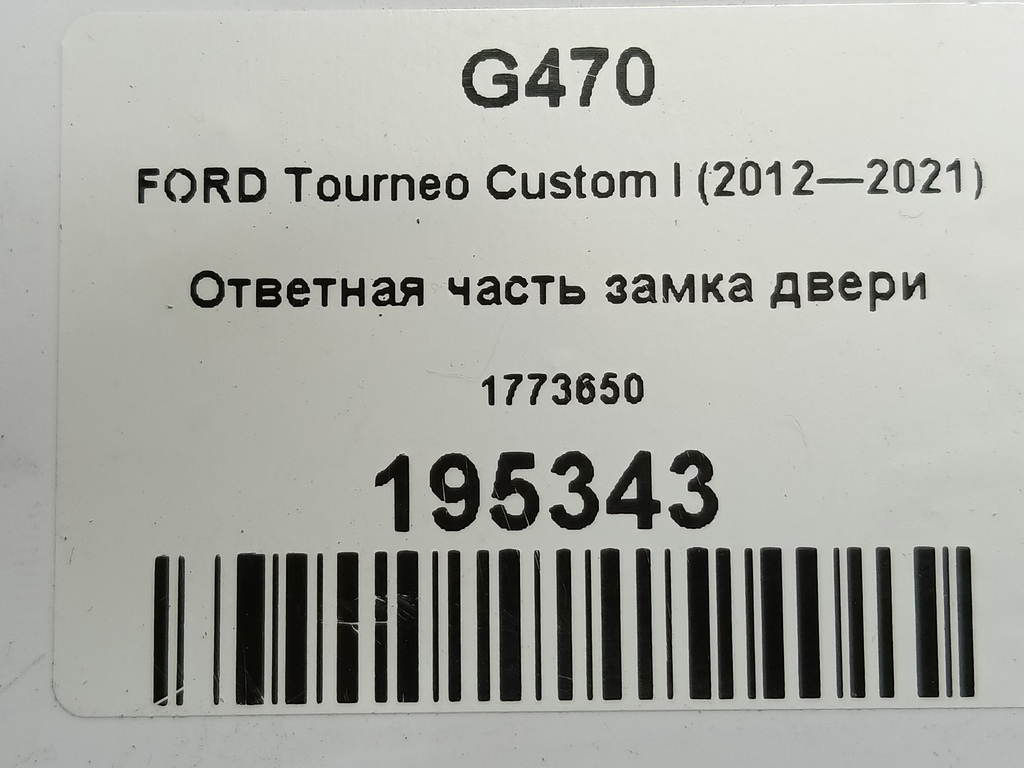 G470
FORD Tourneo Custom I (2012—2021)
Ответная часть замка двери
1773650
195343